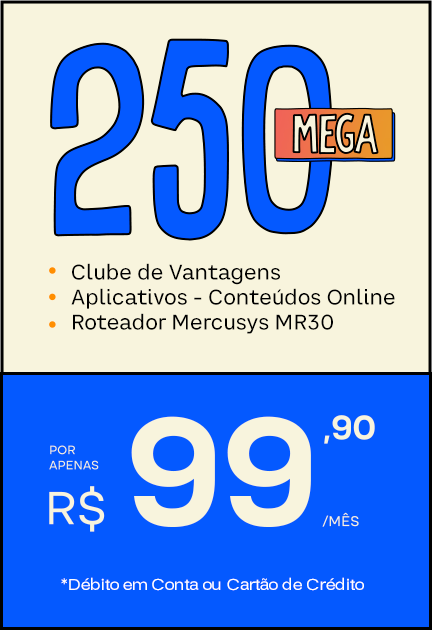 250
MEGA
• Clube de Vantagens
• Aplicativos - Conteúdos Online
• Roteador Mercusys MR30
POR
APENAS
R$ 99,90
/MÊS
*Débito em Conta ou Cartão de Crédito